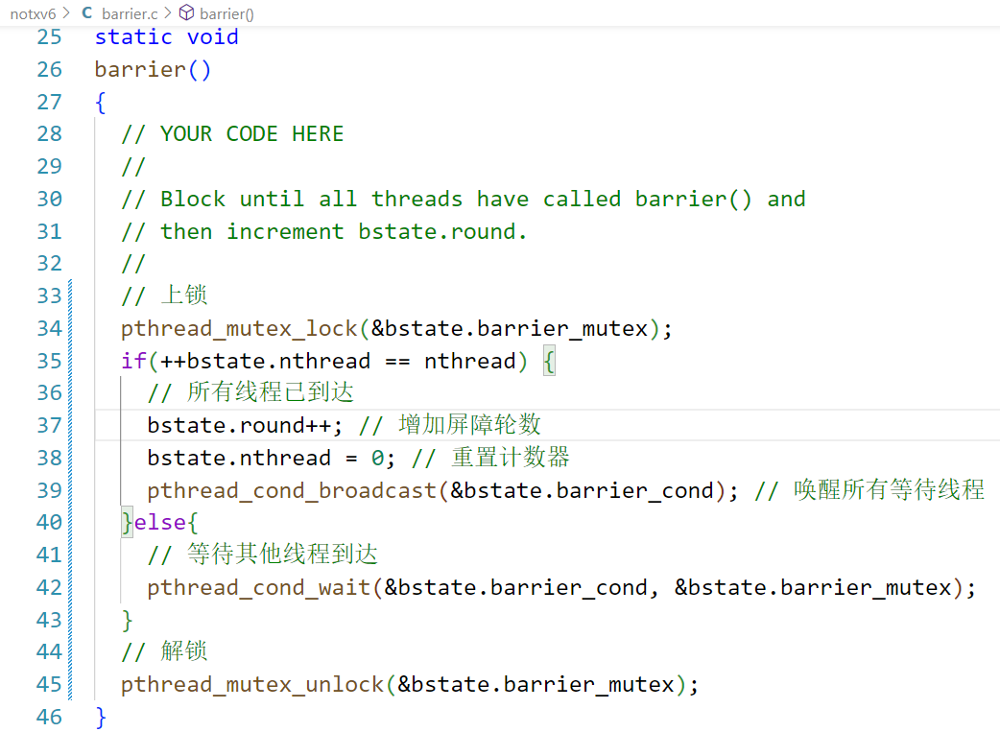 notxv6 > C barrier.c > barrier()
25 static void
26 barrier()
27 {
28   // YOUR CODE HERE
29   //
30   // Block until all threads have called barrier() and
31   // then increment bstate.round.
32   //
33   // 上锁
34   pthread_mutex_lock(&bstate.barrier_mutex);
35   if(++bstate.nthread == nthread) {
36     // 所有线程已到达
37     bstate.round++; // 增加屏障轮数
38     bstate.nthread = 0; // 重置计数器
39     pthread_cond_broadcast(&bstate.barrier_cond); // 唤醒所有等待线程
40   }else{
41     // 等待其他线程到达
42     pthread_cond_wait(&bstate.barrier_cond, &bstate.barrier_mutex);
43   }
44   // 解锁
45   pthread_mutex_unlock(&bstate.barrier_mutex);
46 }